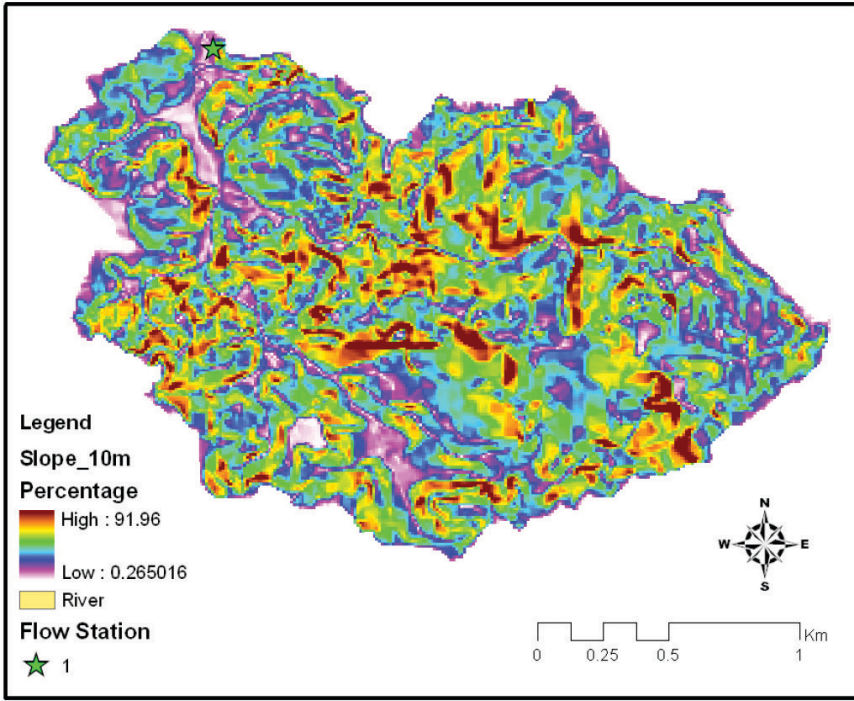 Legend
Slope_10m
Percentage
High : 91.96
Low : 0.265016
River
Flow Station
1
N
W E
S
Km
0 0.25 0.5 1